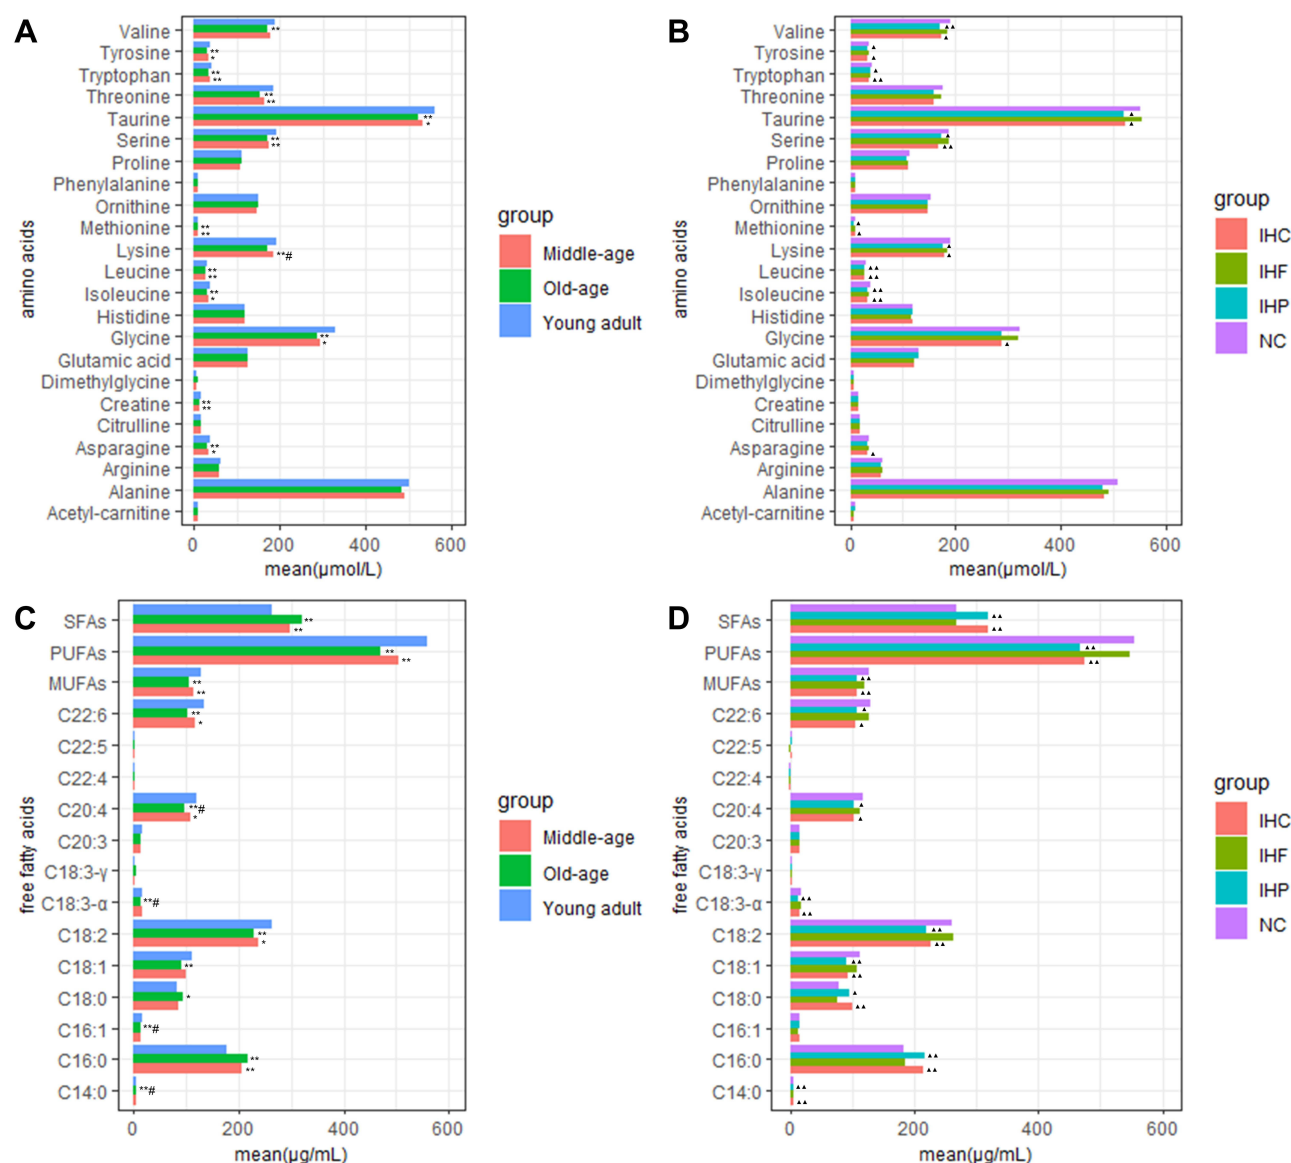 A
amino acids
Valine **
Tyrosine ** *
Tryptophan ** **
Threonine ** **
Taurine ** *
Serine ** **
Proline
Phenylalanine
Ornithine
Methionine ** **
Lysine **#
Leucine ** **
Isoleucine ** *
Histidine
Glycine ** *
Glutamic acid
Dimethylglycine
Creatine ** **
Citrulline
Asparagine ** *
Arginine
Alanine
Acetyl-carnitine
0 200 400 600
mean(μmol/L)
group
Middle-age
Old-age
Young adult
B
amino acids
Valine ▲▲ ▲
Tyrosine ▲ ▲
Tryptophan ▲ ▲▲
Threonine
Taurine ▲ ▲
Serine ▲ ▲▲
Proline
Phenylalanine
Ornithine
Methionine ▲ ▲
Lysine ▲ ▲
Leucine ▲▲ ▲▲
Isoleucine ▲▲ ▲▲
Histidine
Glycine ▲
Glutamic acid
Dimethylglycine
Creatine
Citrulline
Asparagine ▲
Arginine
Alanine
Acetyl-carnitine
0 200 400 600
mean(μmol/L)
group
IHC
IHF
IHP
NC
C
free fatty acids
SFAs ** **
PUFAs ** **
MUFAs ** **
C22:6 ** *
C22:5
C22:4
C20:4 **# *
C20:3
C18:3-γ
C18:3-α **#
C18:2 ** *
C18:1 **
C18:0 *
C16:1 **#
C16:0 ** **
C14:0 **#
0 200 400 600
mean(μg/mL)
group
Middle-age
Old-age
Young adult
D
free fatty acids
SFAs ▲▲ ▲▲
PUFAs ▲▲ ▲▲
MUFAs ▲▲ ▲▲
C22:6 ▲ ▲
C22:5
C22:4
C20:4 ▲ ▲
C20:3
C18:3-γ
C18:3-α ▲▲ ▲▲
C18:2 ▲▲ ▲▲
C18:1 ▲▲ ▲▲
C18:0 ▲ ▲▲
C16:1
C16:0 ▲▲ ▲▲
C14:0 ▲▲ ▲▲
0 200 400 600
mean(μg/mL)
group
IHC
IHF
IHP
NC